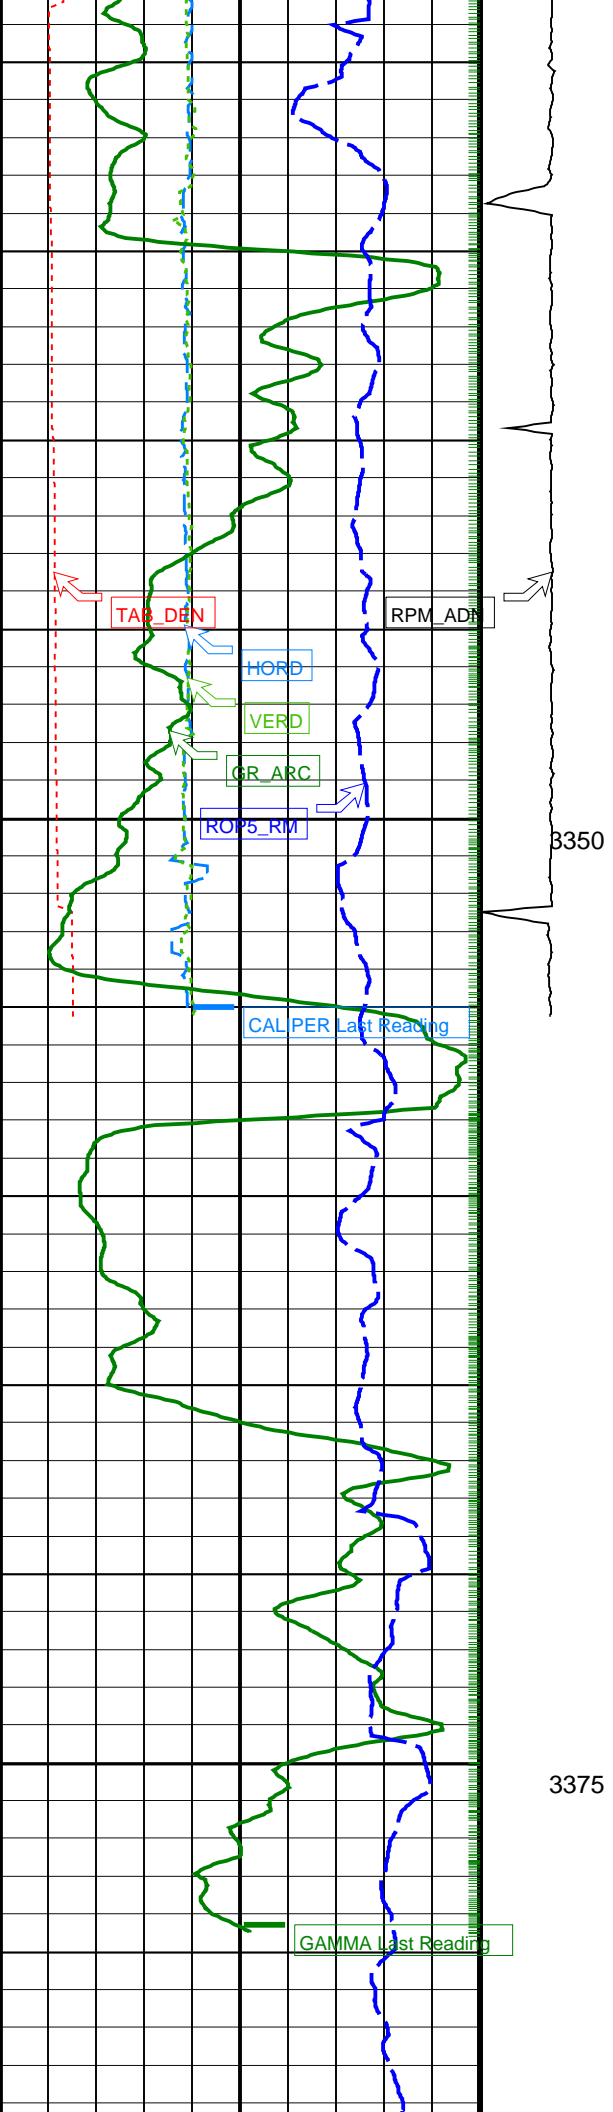 TAB_DEN
RPM_ADN
HORD
VERD
GR_ARC
ROP5_RM
3350
CALIPER Last Reading
3375
GAMMA Last Reading